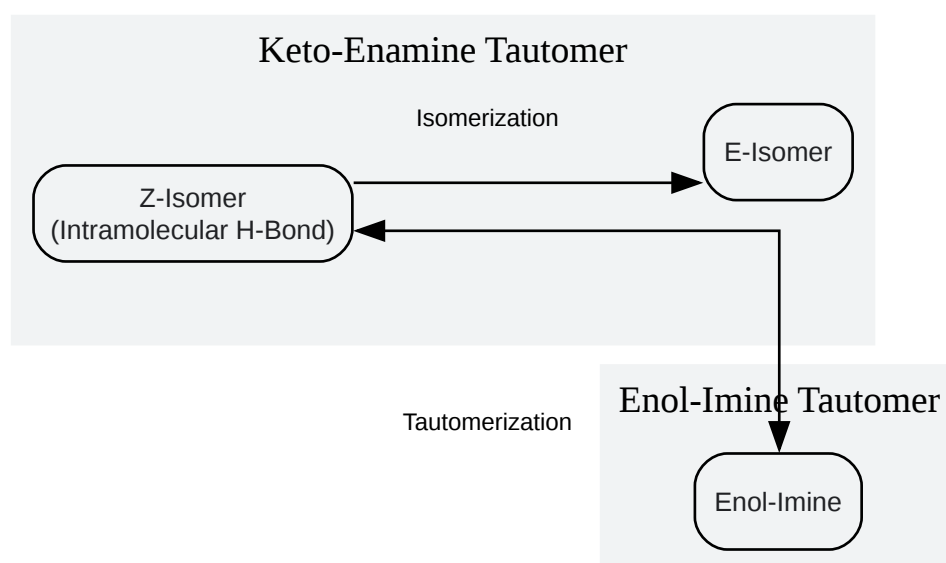 Keto-Enamine Tautomer
Isomerization
E-Isomer
Z-Isomer
(Intramolecular H-Bond)
Enol-Imine Tautomer
Tautomerization
Enol-Imine